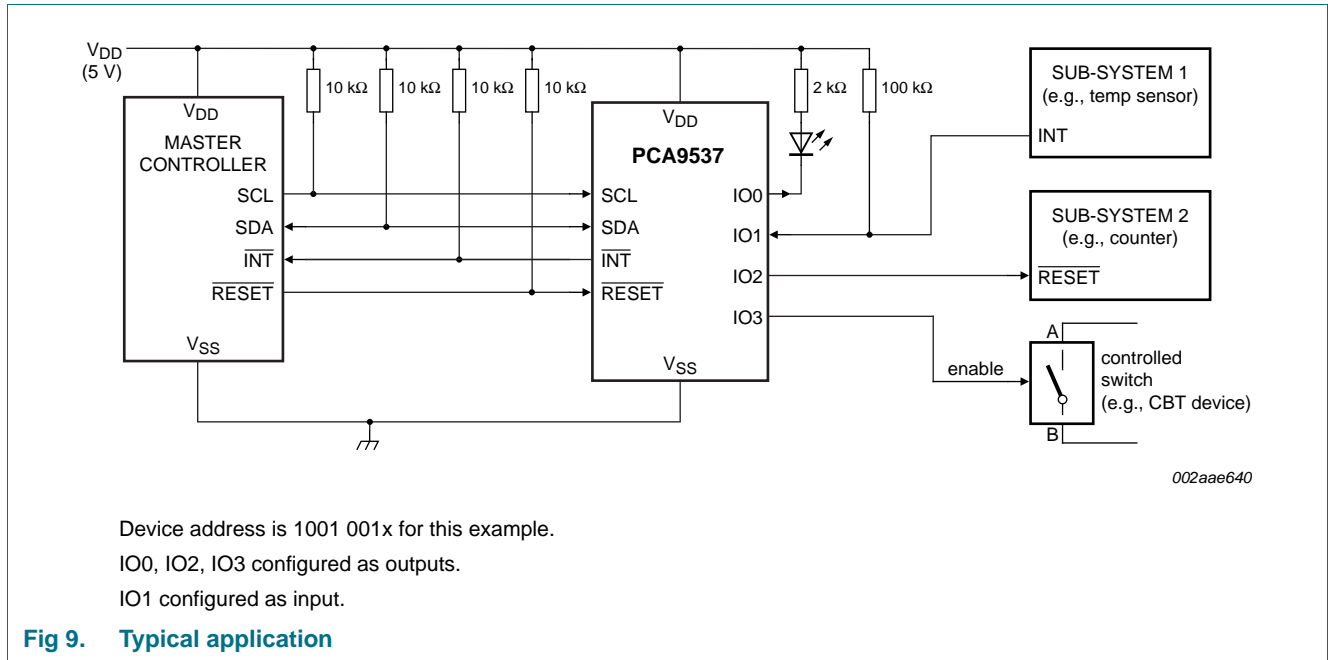 VDD
(5 V)
10 kΩ
10 kΩ
10 kΩ
10 kΩ
2 kΩ
100 kΩ
VDD
MASTER
CONTROLLER
SCL
SDA
INT
RESET
VSS
VDD
PCA9537
SCL
SDA
INT
RESET
IO0
IO1
IO2
IO3
VSS
SUB-SYSTEM 1
(e.g., temp sensor)
INT
SUB-SYSTEM 2
(e.g., counter)
RESET
enable
A
B
controlled
switch
(e.g., CBT device)
002aae640
Device address is 1001 001x for this example.
IO0, IO2, IO3 configured as outputs.
IO1 configured as input.
Fig 9. Typical application